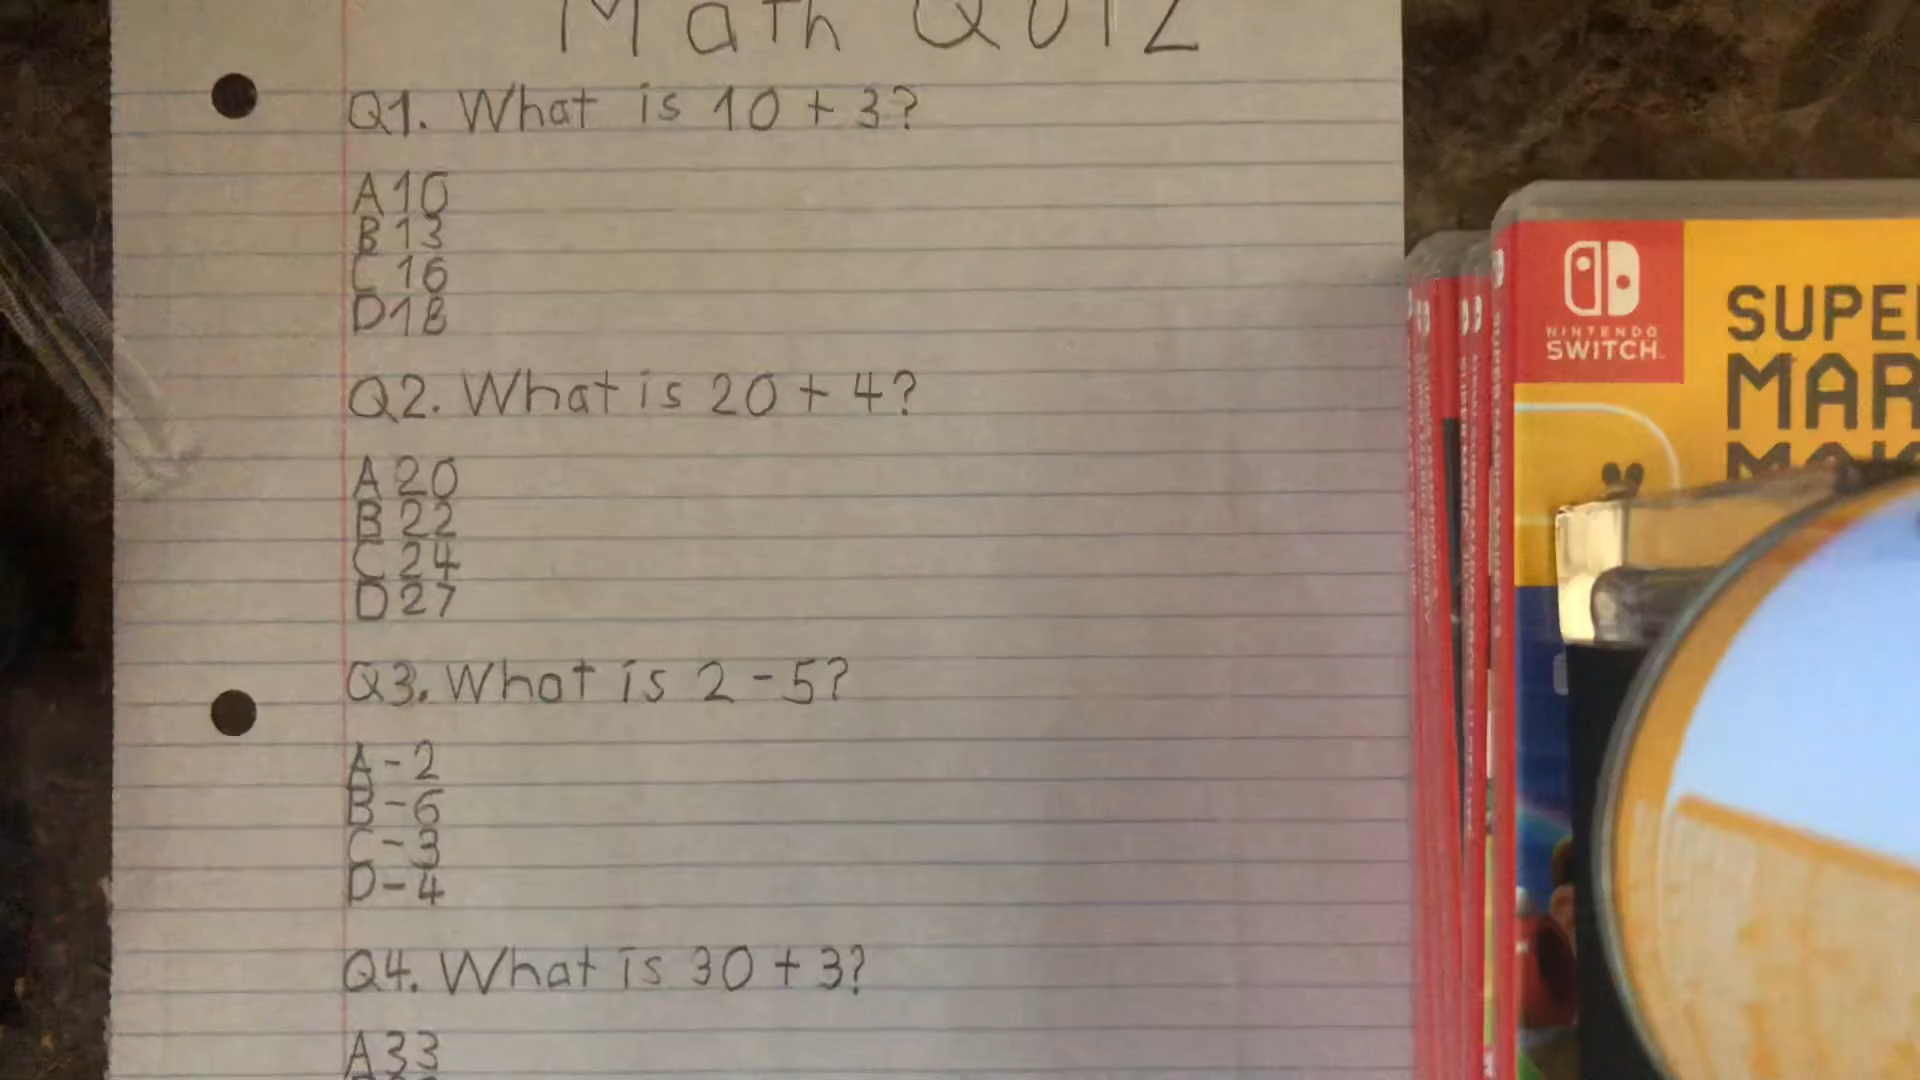 Math QUIZ
Q1. What is 10 + 3?
A 10
B 13
C 16
D 18
Q2. What is 20 + 4?
A 20
B 22
C 24
D 27
Q3. What is 2 - 5?
A - 2
B - 6
C - 3
D - 4
Q4. What is 30 + 3?
A 33
NINTENDO
SWITCH
SUPE
MAR